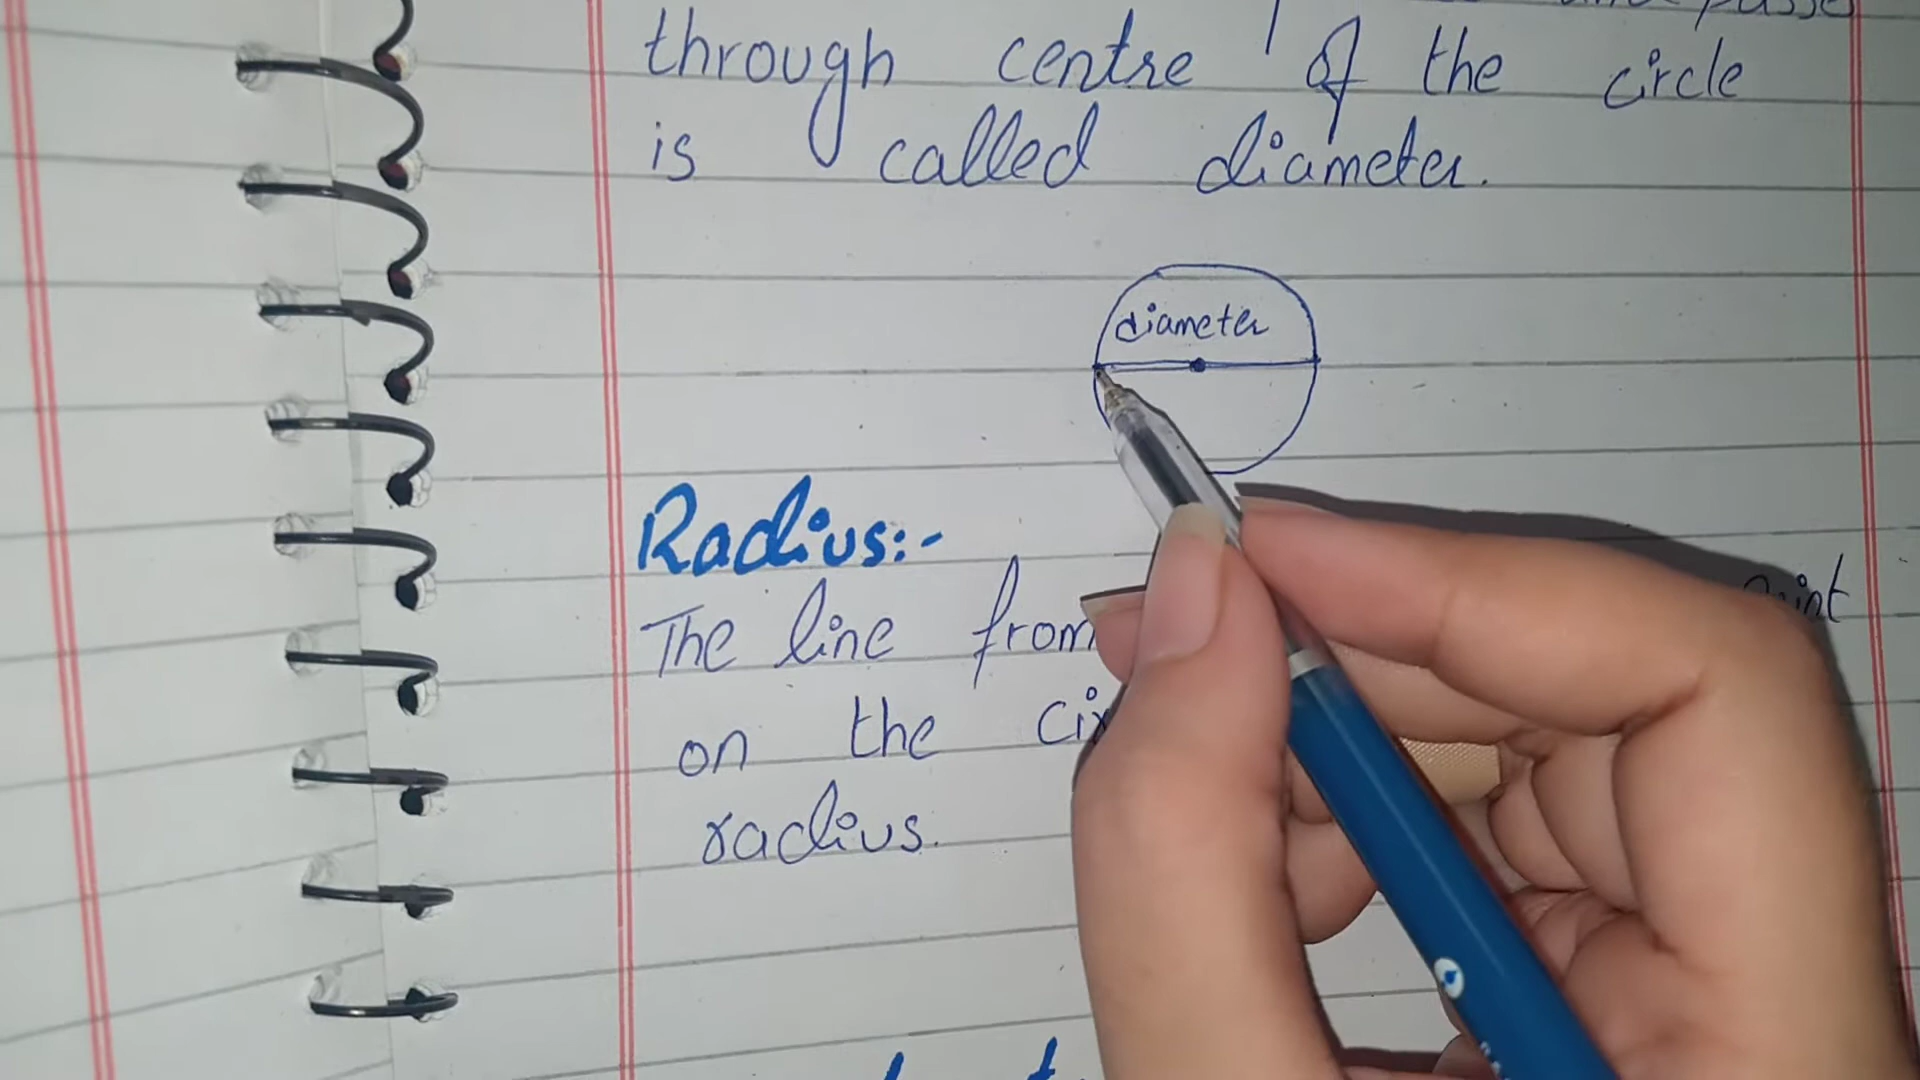 through centre of the circle
is called diameter.
diameter
Radius:-
The line from
on the
radius.